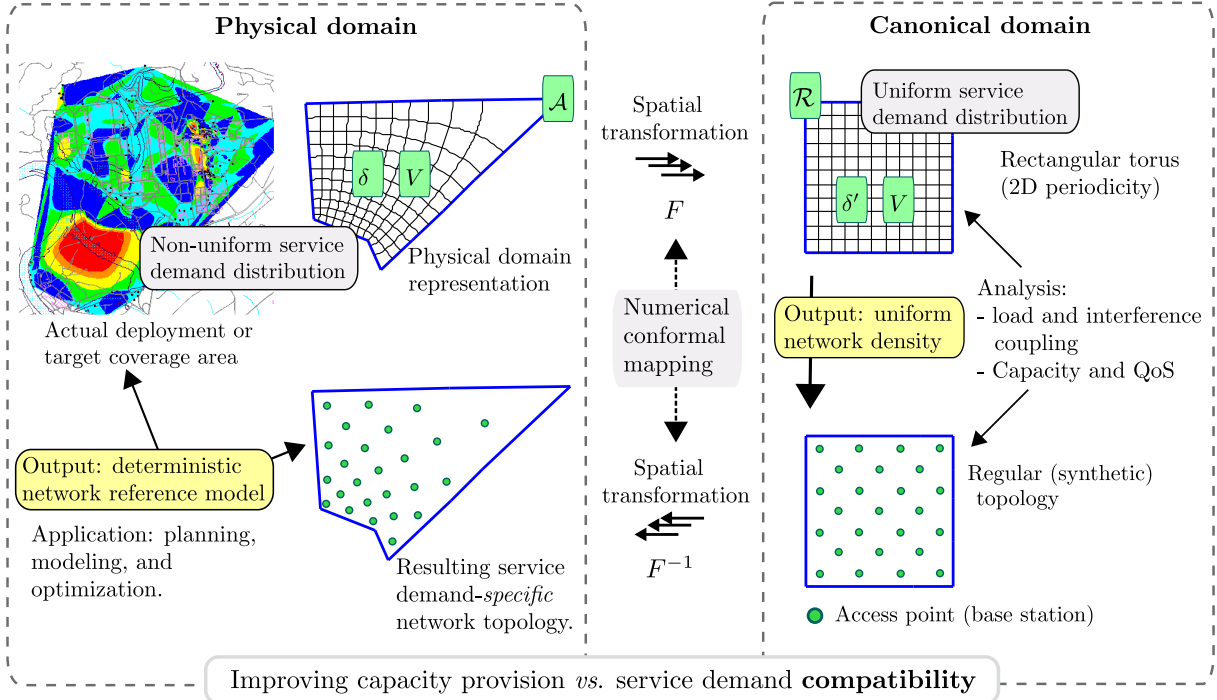 Physical domain
𝒜
δ
V
Non-uniform service
demand distribution
Physical domain
representation
Actual deployment or
target coverage area
Output: deterministic
network reference model
Application: planning,
modeling, and
optimization.
Resulting service
demand-specific
network topology.
Spatial
transformation
F
Numerical
conformal
mapping
Spatial
transformation
F⁻¹
Canonical domain
ℛ
Uniform service
demand distribution
δ′
V
Rectangular torus
(2D periodicity)
Output: uniform
network density
Analysis:
- load and interference
coupling
- Capacity and QoS
Regular (synthetic)
topology
Access point (base station)
Improving capacity provision vs. service demand compatibility